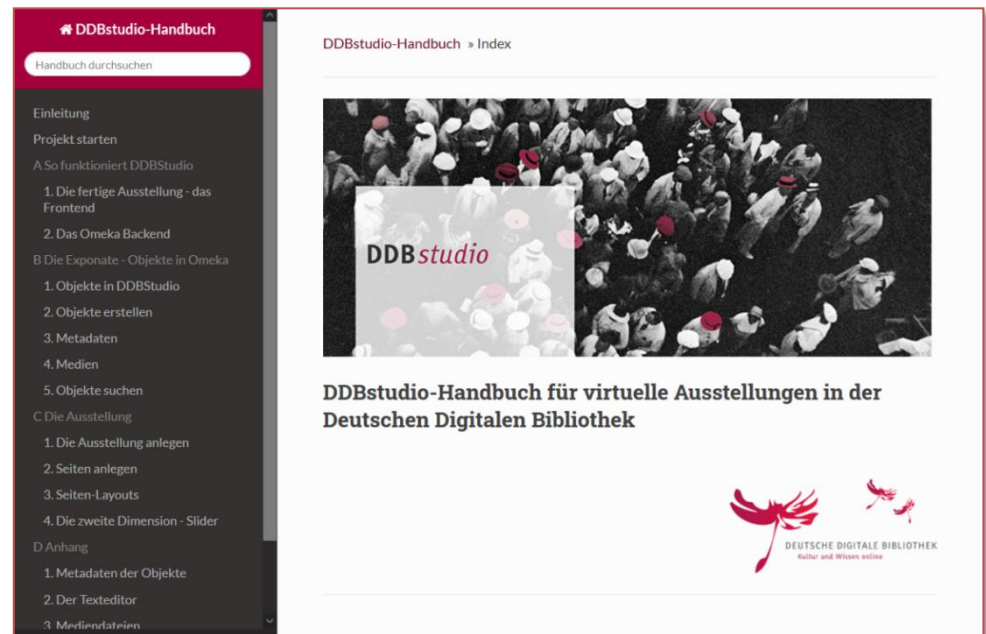 DDBstudio-Handbuch
Handbuch durchsuchen
Einleitung
Projekt starten
A So funktioniert DDBStudio
1. Die fertige Ausstellung - das
Frontend
2. Das Omeka Backend
B Die Exponate - Objekte in Omeka
1. Objekte in DDBStudio
2. Objekte erstellen
3. Metadaten
4. Medien
5. Objekte suchen
C Die Ausstellung
1. Die Ausstellung anlegen
2. Seiten anlegen
3. Seiten-Layouts
4. Die zweite Dimension - Slider
D Anhang
1. Metadaten der Objekte
2. Der Texteditor
3. Mediendateien
DDBstudio-Handbuch » Index
DDBstudio
DDBstudio-Handbuch für virtuelle Ausstellungen in der
Deutschen Digitalen Bibliothek
DEUTSCHE DIGITALE BIBLIOTHEK
Kultur und Wissen online